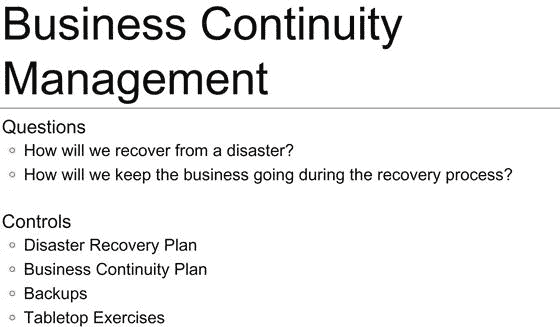 Business Continuity
Management
Questions
How will we recover from a disaster?
How will we keep the business going during the recovery process?
Controls
Disaster Recovery Plan
Business Continuity Plan
Backups
Tabletop Exercises